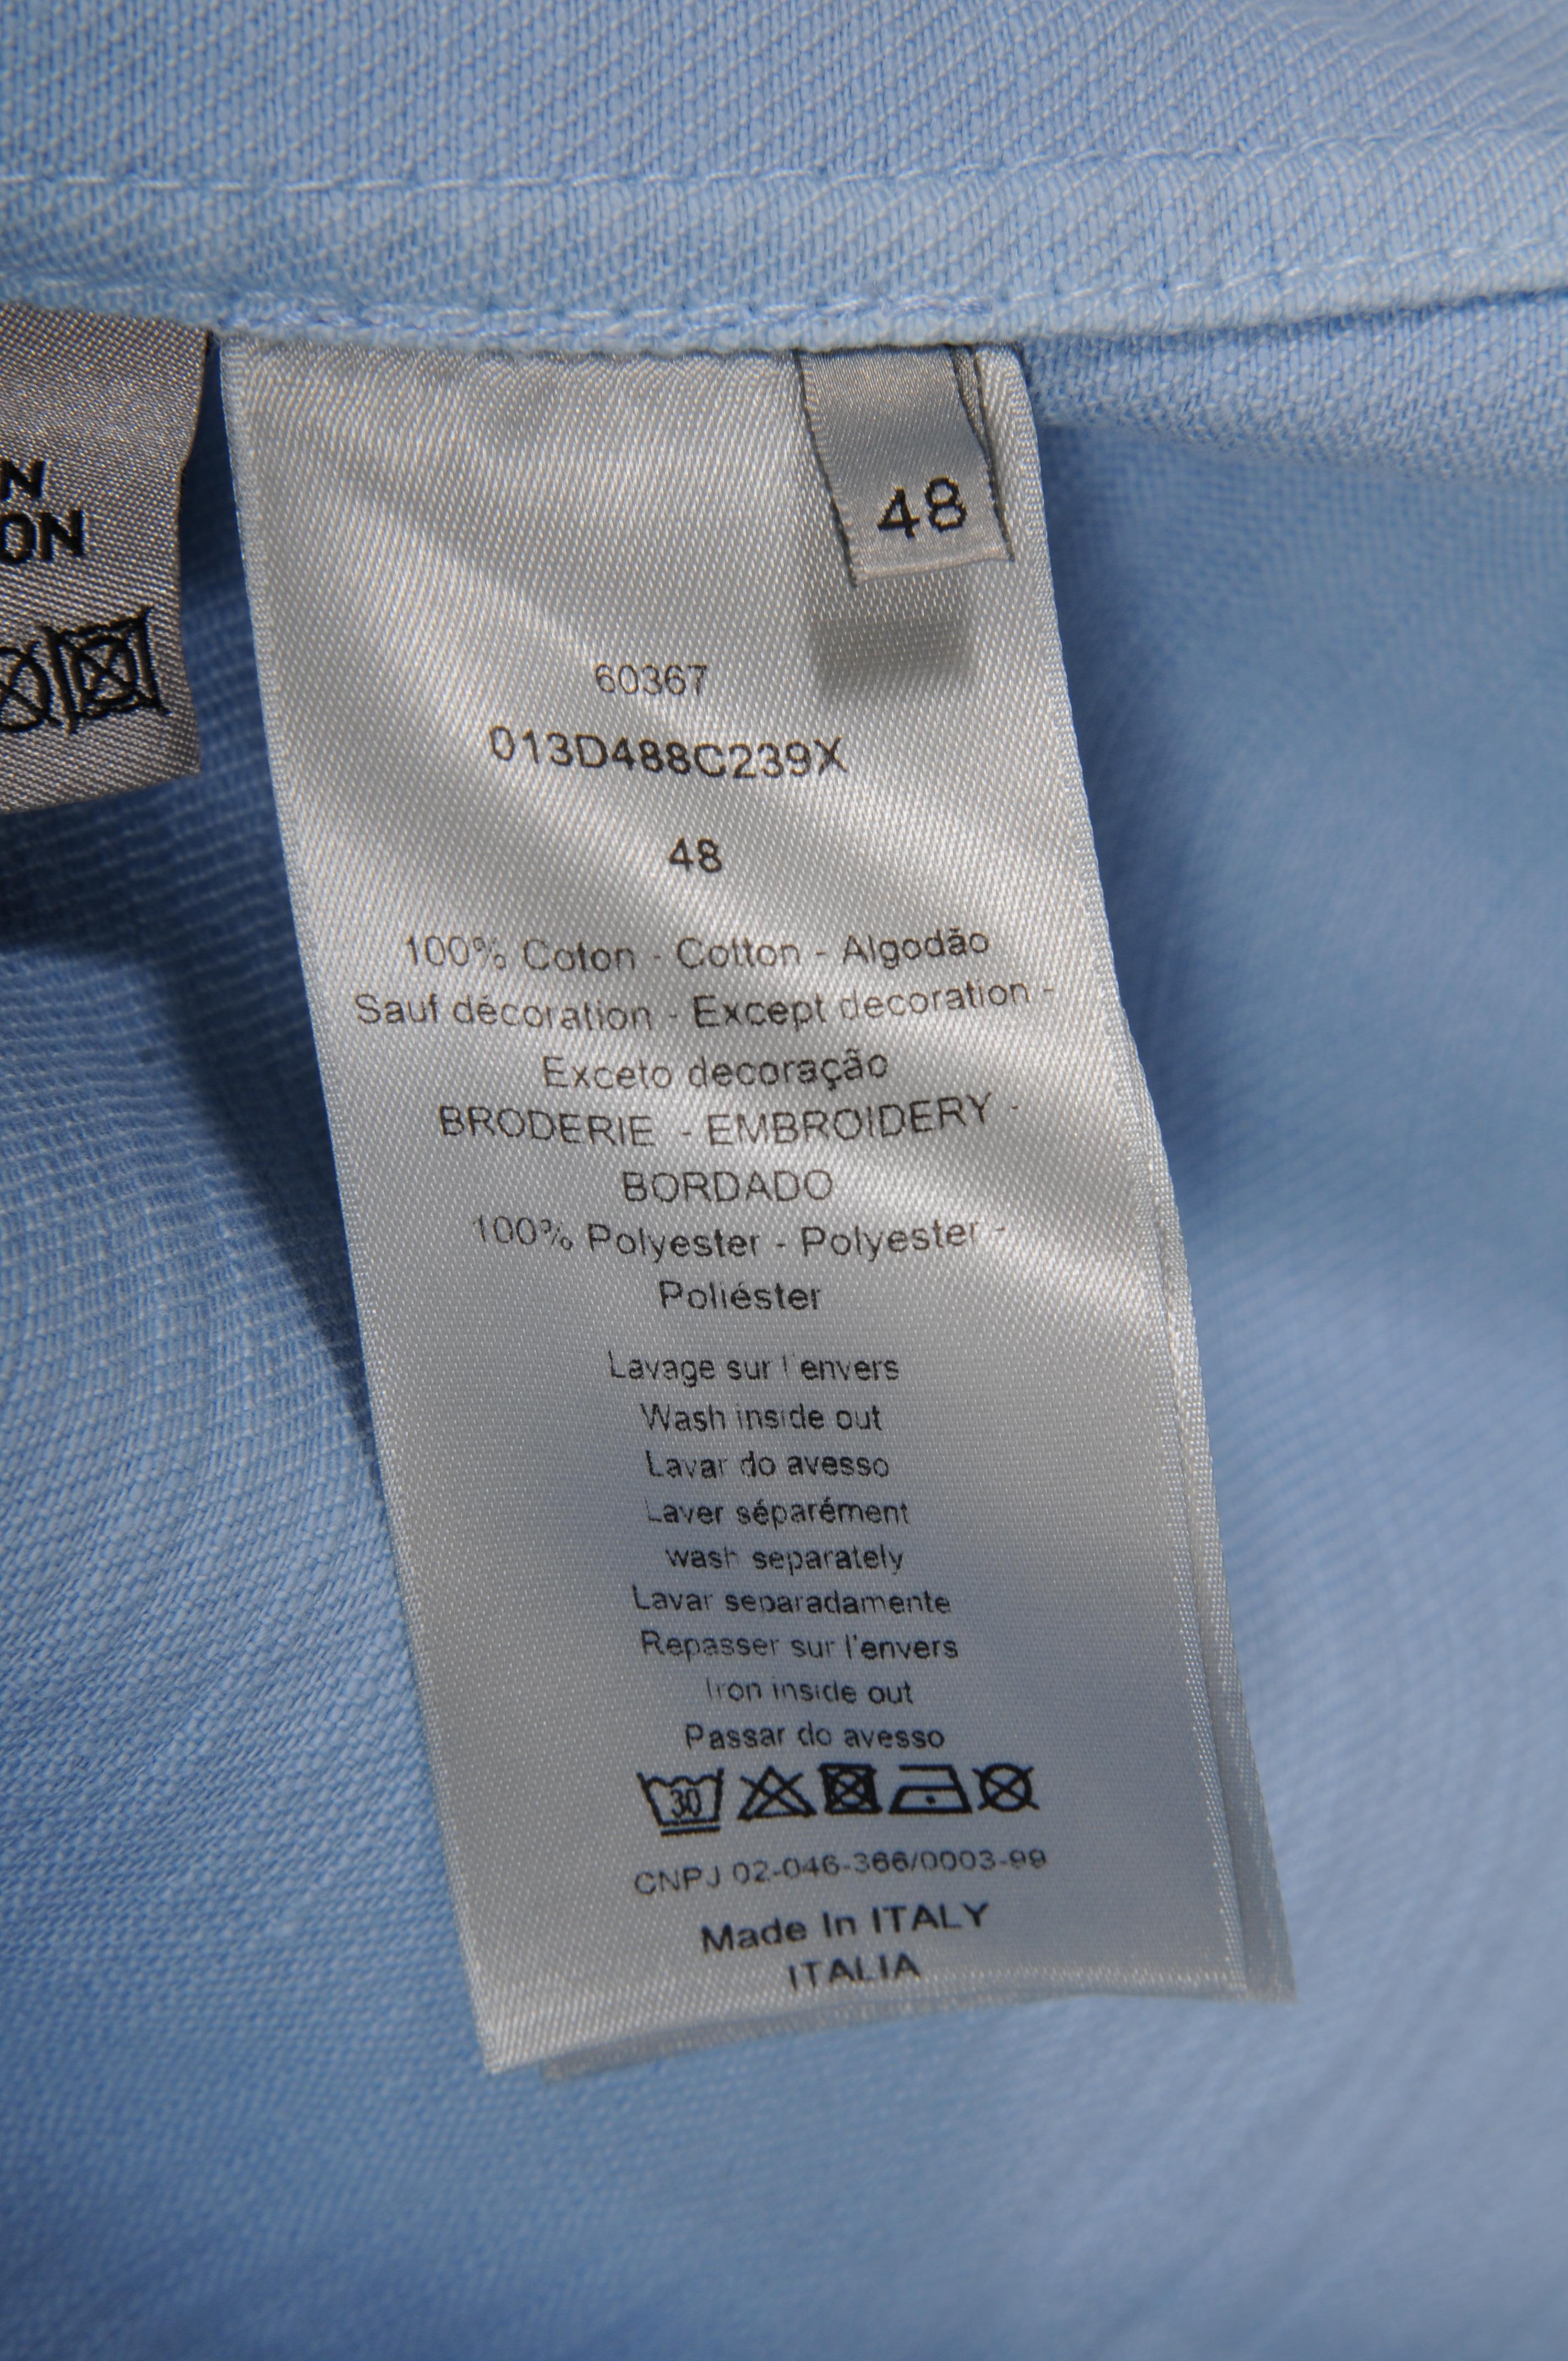 N
ON
48
60367
013D488C239X
48
100% Coton - Cotton - Algodão
Sauf décoration - Except decoration -
Exceto decoração
BRODERIE - EMBROIDERY -
BORDADO
100% Polyester - Polyester -
Poliéster
Lavage sur l'envers
Wash inside out
Lavar do avesso
Laver séparément
wash separately
Lavar separadamente
Repasser sur l'envers
Iron inside out
Passar do avesso
30
CNPJ 02-046-366/0003-99
Made In ITALY
ITALIA